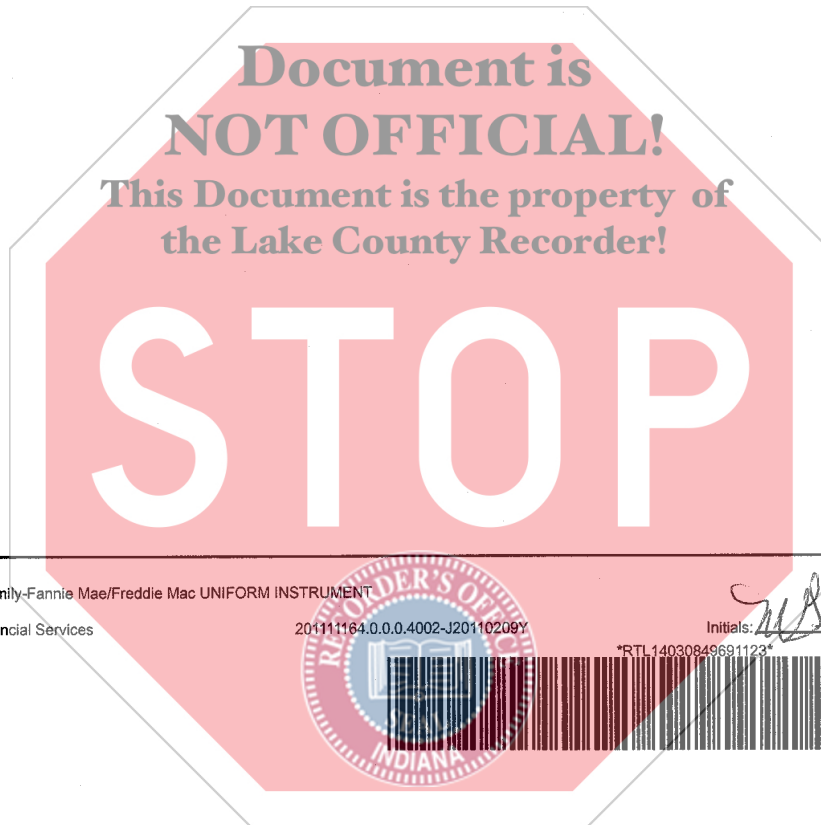 Document is
NOT OFFICIAL!
This Document is the property of
the Lake County Recorder!
STOP
nily-Fannie Mae/Freddie Mac UNIFORM INSTRUMENT
ncial Services 201111164.0.0.0.4002-J20110209Y Initials:
*RTL14030849691123*
RECORDER'S OFFICE
SEAL
INDIANA